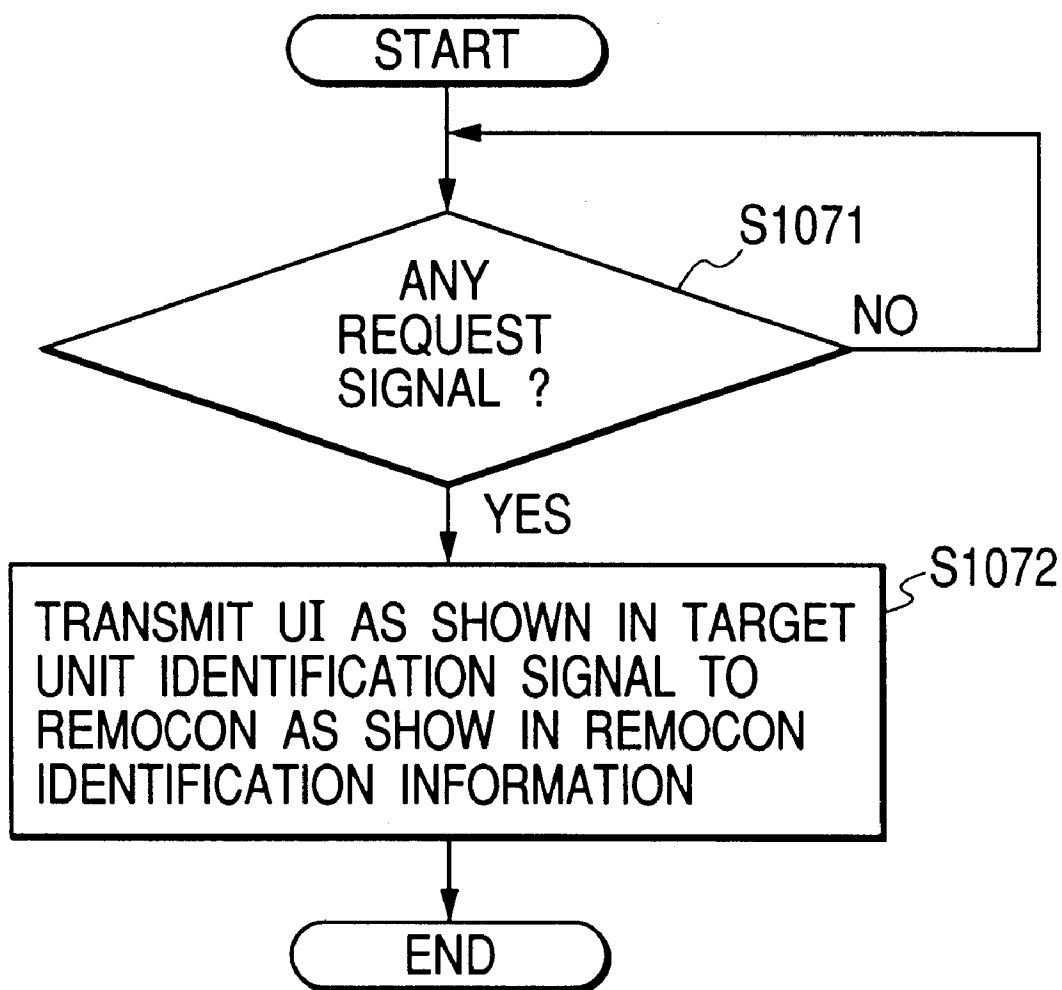 START
S1071
ANY
REQUEST
SIGNAL ?
NO
YES
S1072
TRANSMIT UI AS SHOWN IN TARGET
UNIT IDENTIFICATION SIGNAL TO
REMOCON AS SHOW IN REMOCON
IDENTIFICATION INFORMATION
END